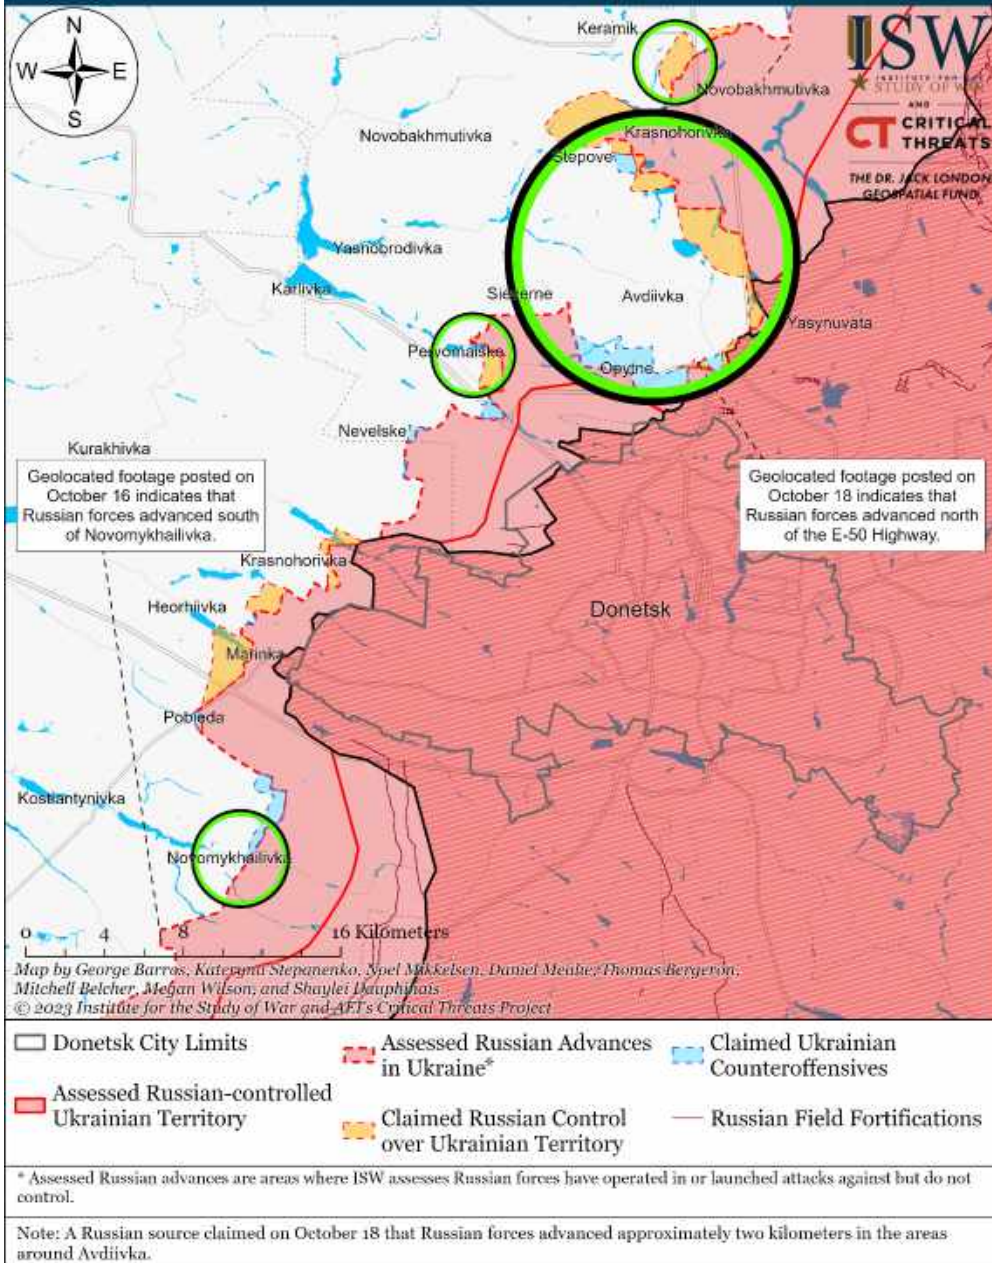 N
W E
S
Keramik
ISW
INSTITUTE FOR THE
STUDY OF WAR
AND
CT CRITICAL
THREATS
THE DR. JACK LONDON
GEOSPATIAL FUND
Novobakhmutivka
Novobakhmutivka
Krasnohorivka
Stepove
Yasnobrodivka
Karlivka
Sieverne
Avdiivka
Yasynuvata
Pervomaiske
Opytne
Nevelske
Kurakhivka
Geolocated footage posted on
October 16 indicates that
Russian forces advanced south
of Novomykhailivka.
Geolocated footage posted on
October 18 indicates that
Russian forces advanced north
of the E-50 Highway.
Krasnohorivka
Heorhiivka
Donetsk
Marinka
Pobieda
Kostiantynivka
Novomykhailivka
0 4 8 16 Kilometers
Map by George Barros, Kateryna Stepanenko, Noel Mikkelsen, Daniel Mealie, Thomas Bergeron,
Mitchell Belcher, Megan Wilson, and Shaylei Dauphinais
© 2023 Institute for the Study of War and AEI's Critical Threats Project
Donetsk City Limits
Assessed Russian-controlled
Ukrainian Territory
Assessed Russian Advances
in Ukraine*
Claimed Russian Control
over Ukrainian Territory
Claimed Ukrainian
Counteroffensives
Russian Field Fortifications
* Assessed Russian advances are areas where ISW assesses Russian forces have operated in or launched attacks against but do not
control.
Note: A Russian source claimed on October 18 that Russian forces advanced approximately two kilometers in the areas
around Avdiivka.